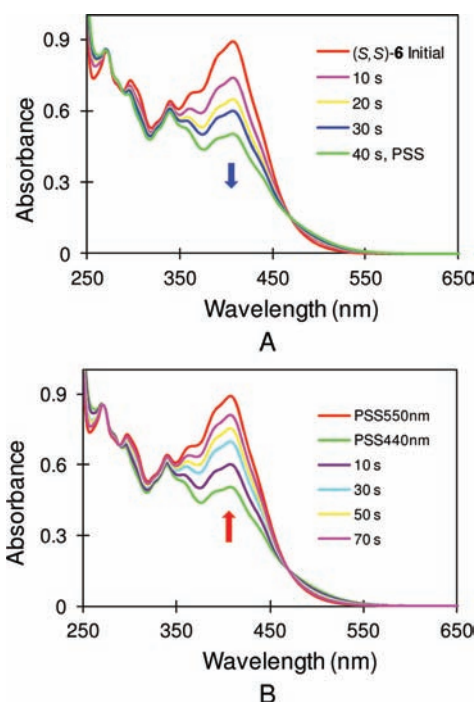 0.9
0.6
0.3
0
Absorbance
(S,S)-6 Initial
10 s
20 s
30 s
40 s, PSS
250
350
450
550
650
Wavelength (nm)
A
0.9
0.6
0.3
0
Absorbance
PSS550nm
PSS440nm
10 s
30 s
50 s
70 s
250
350
450
550
650
Wavelength (nm)
B